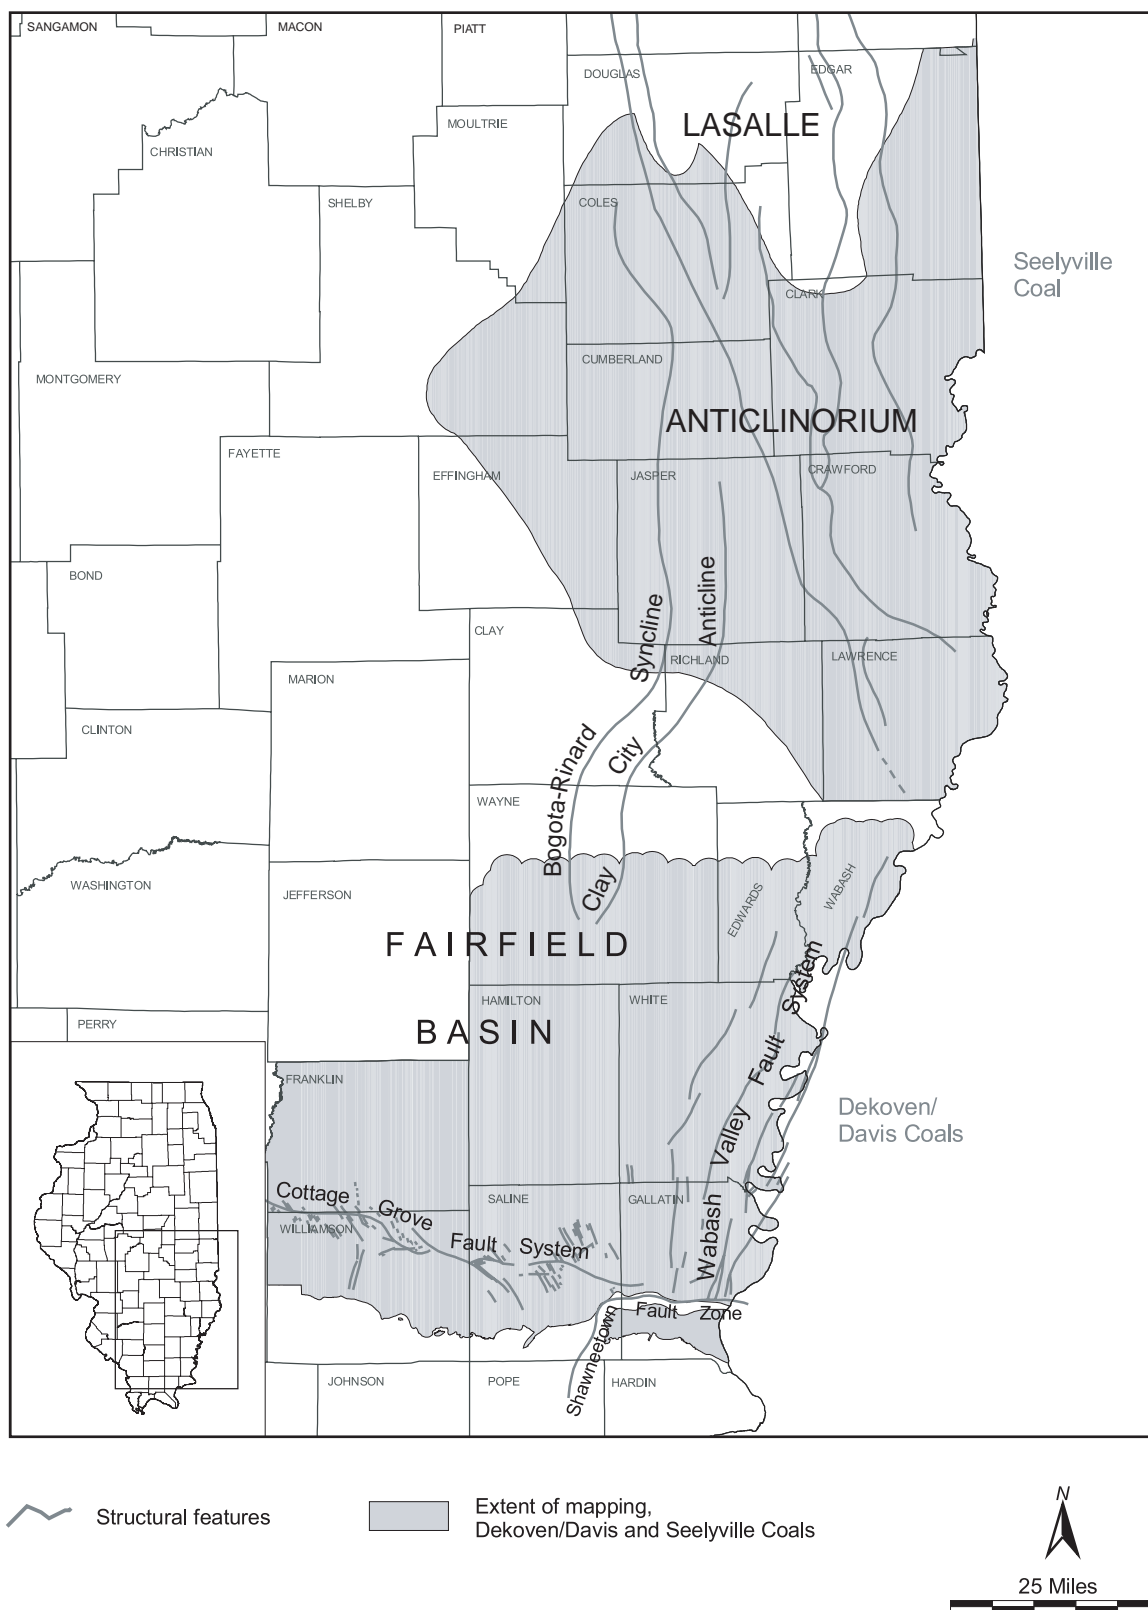 SANGAMON
MACON
PIATT
DOUGLAS
EDGAR
MOULTRIE
LASALLE
CHRISTIAN
SHELBY
COLES
Seelyville
Coal
CLARK
CUMBERLAND
MONTGOMERY
ANTICLINORIUM
FAYETTE
EFFINGHAM
JASPER
CRAWFORD
BOND
Syncline
Anticline
CLAY
RICHLAND
LAWRENCE
MARION
CLINTON
Bogota-Rinard
City
WAYNE
Clay
WASHINGTON
JEFFERSON
EDWARDS
WABASH
FAIRFIELD
System
HAMILTON
WHITE
BASIN
PERRY
Fault
FRANKLIN
Dekoven/
Davis Coals
Valley
Cottage
Grove
SALINE
GALLATIN
Wabash
WILLIAMSON
Fault
System
Shawneetown
Fault
Zone
JOHNSON
POPE
HARDIN
Structural features
Extent of mapping,
Dekoven/Davis and Seelyville Coals
N
25 Miles